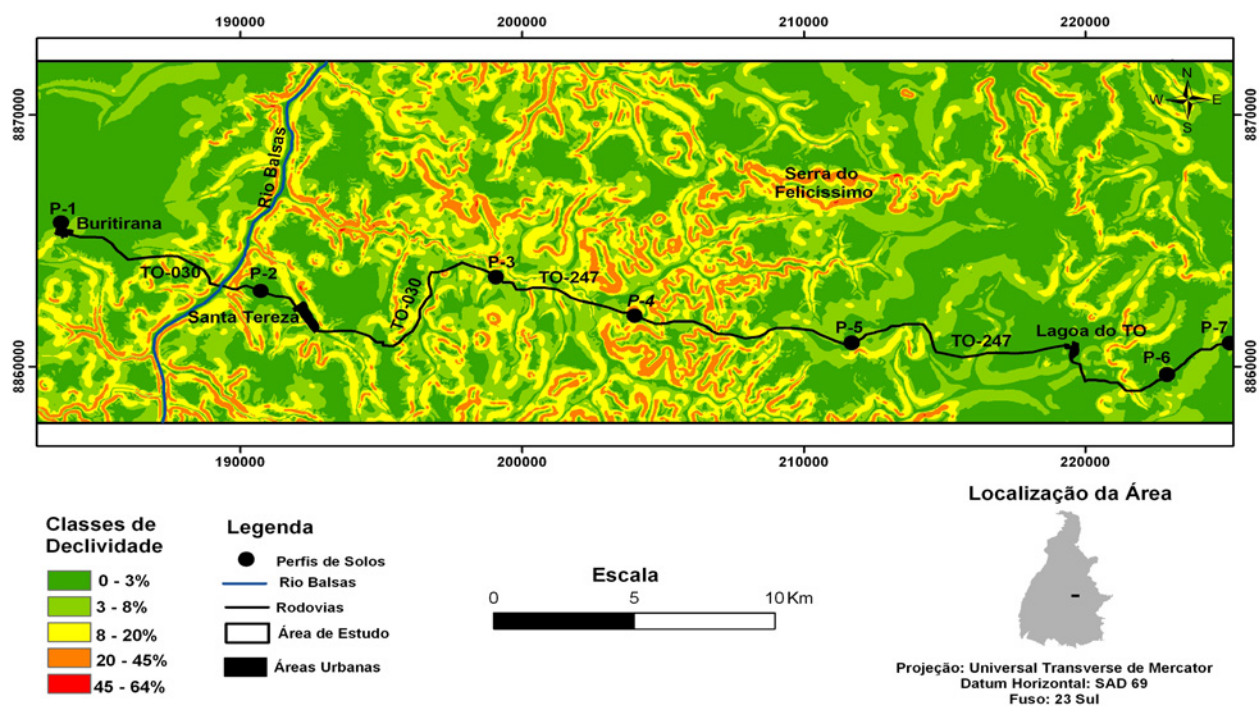 190000 200000 210000 220000
8870000
8870000
N
W E
S
Rio Balsas
Serra do
Felicíssimo
P-1
Buritirana
TO-030
P-2
Santa Tereza
TO-030
P-3
TO-247
P-4
P-5
TO-247
Lagoa do TO
P-6
P-7
8860000
8860000
190000 200000 210000 220000
Classes de
Declividade
0 - 3%
3 - 8%
8 - 20%
20 - 45%
45 - 64%
Legenda
Perfis de Solos
Rio Balsas
Rodovias
Área de Estudo
Áreas Urbanas
Escala
0 5 10 Km
Localização da Área
Projeção: Universal Transverse de Mercator
Datum Horizontal: SAD 69
Fuso: 23 Sul